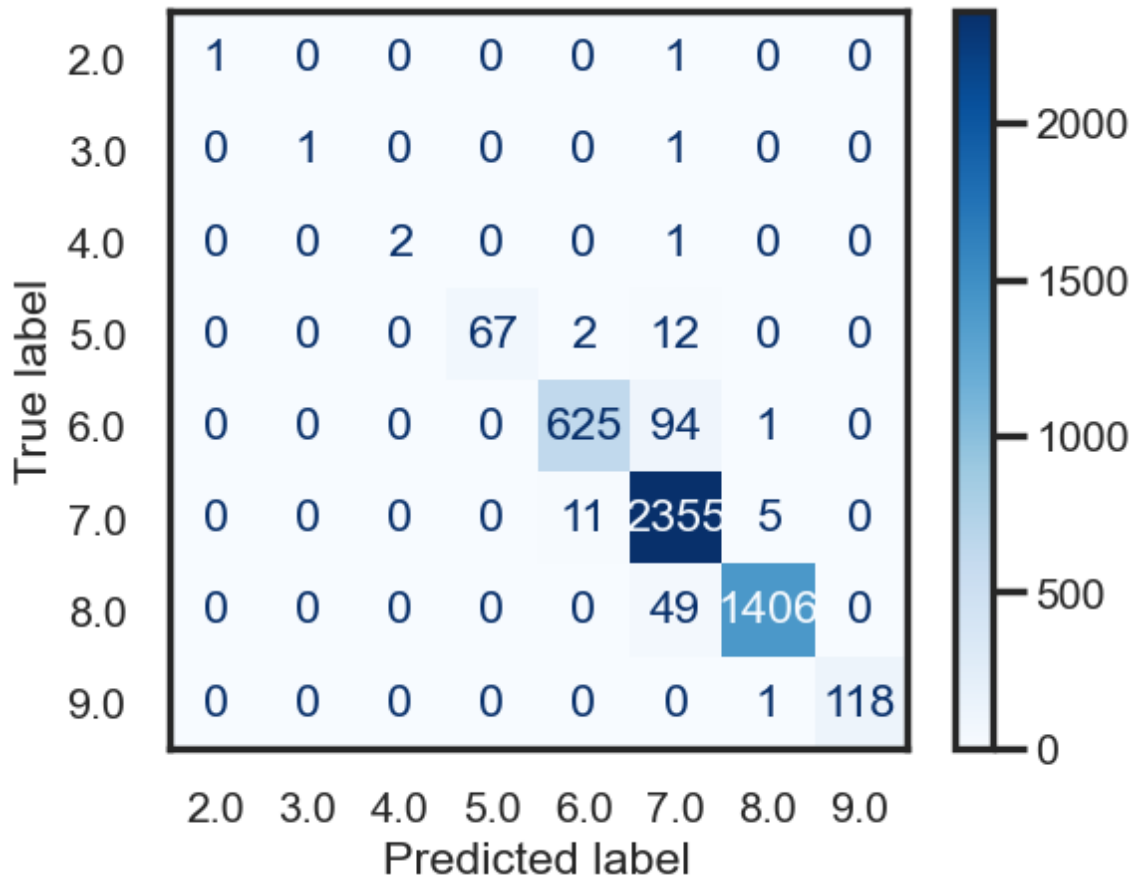 2.0 1 0 0 0 0 1 0 0
3.0 0 1 0 0 0 1 0 0
4.0 0 0 2 0 0 1 0 0
5.0 0 0 0 67 2 12 0 0
6.0 0 0 0 0 625 94 1 0
7.0 0 0 0 0 11 2355 5 0
8.0 0 0 0 0 0 49 1406 0
9.0 0 0 0 0 0 0 1 118
2.0 3.0 4.0 5.0 6.0 7.0 8.0 9.0
Predicted label
True label
2000
1500
1000
500
0